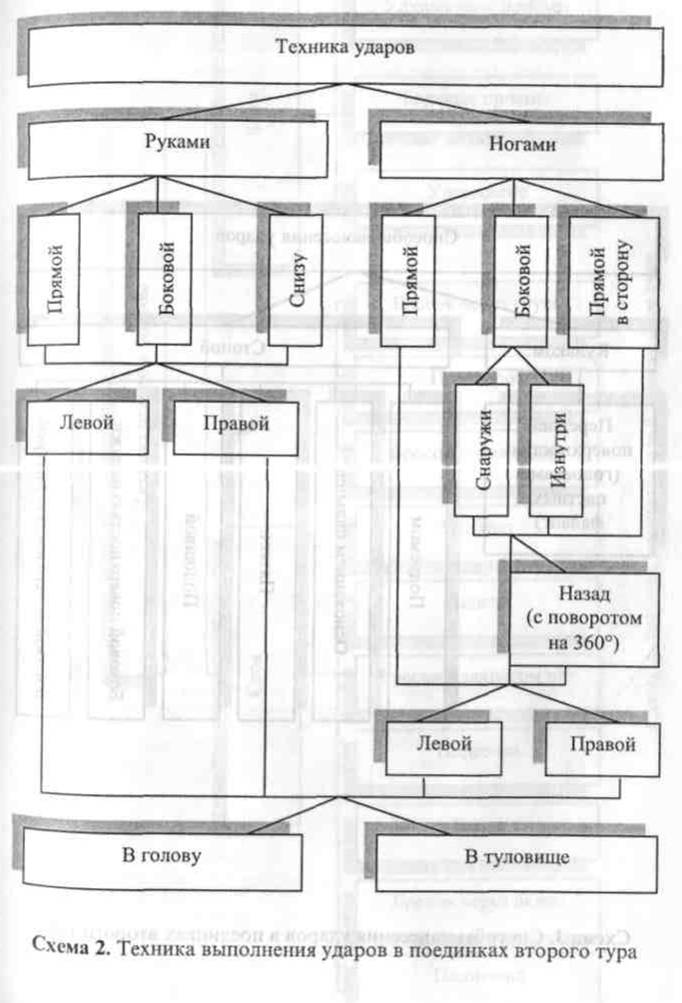 Техника ударов
Руками
Ногами
Прямой
Боковой
Снизу
Прямой
Боковой
Прямой
в сторону
Левой
Правой
Снаружи
Изнутри
Назад
(с поворотом
на 360°)
Левой
Правой
В голову
В туловище
Схема 2. Техника выполнения ударов в поединках второго тура